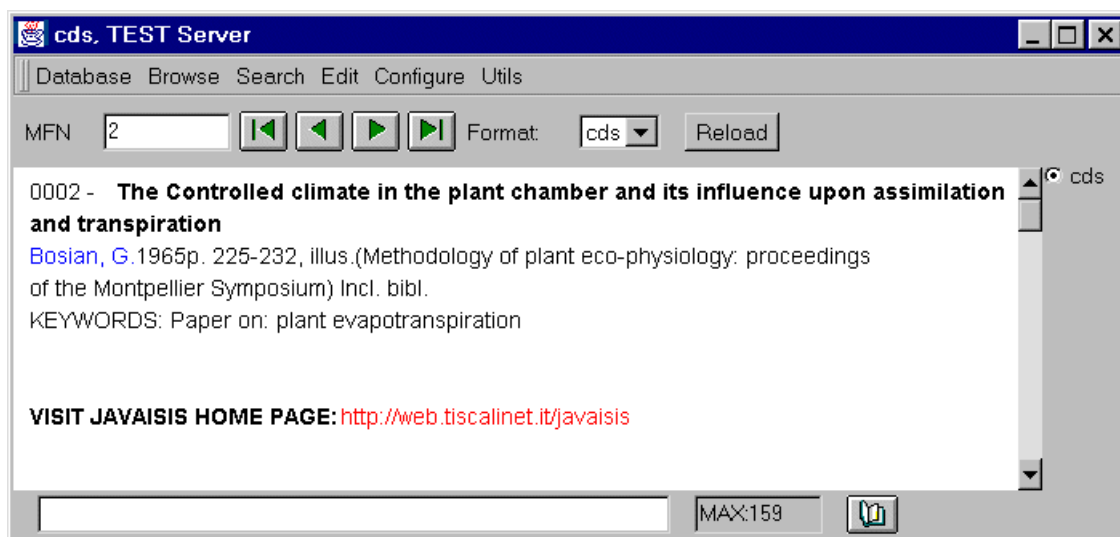 cds, TEST Server
Database Browse Search Edit Configure Utils
MFN 2 Format: cds Reload
0002 - The Controlled climate in the plant chamber and its influence upon assimilation
and transpiration
Bosian, G.1965p. 225-232, illus.(Methodology of plant eco-physiology: proceedings
of the Montpellier Symposium) Incl. bibl.
KEYWORDS: Paper on: plant evapotranspiration
VISIT JAVAISIS HOME PAGE: http://web.tiscalinet.it/javaisis
cds
MAX:159